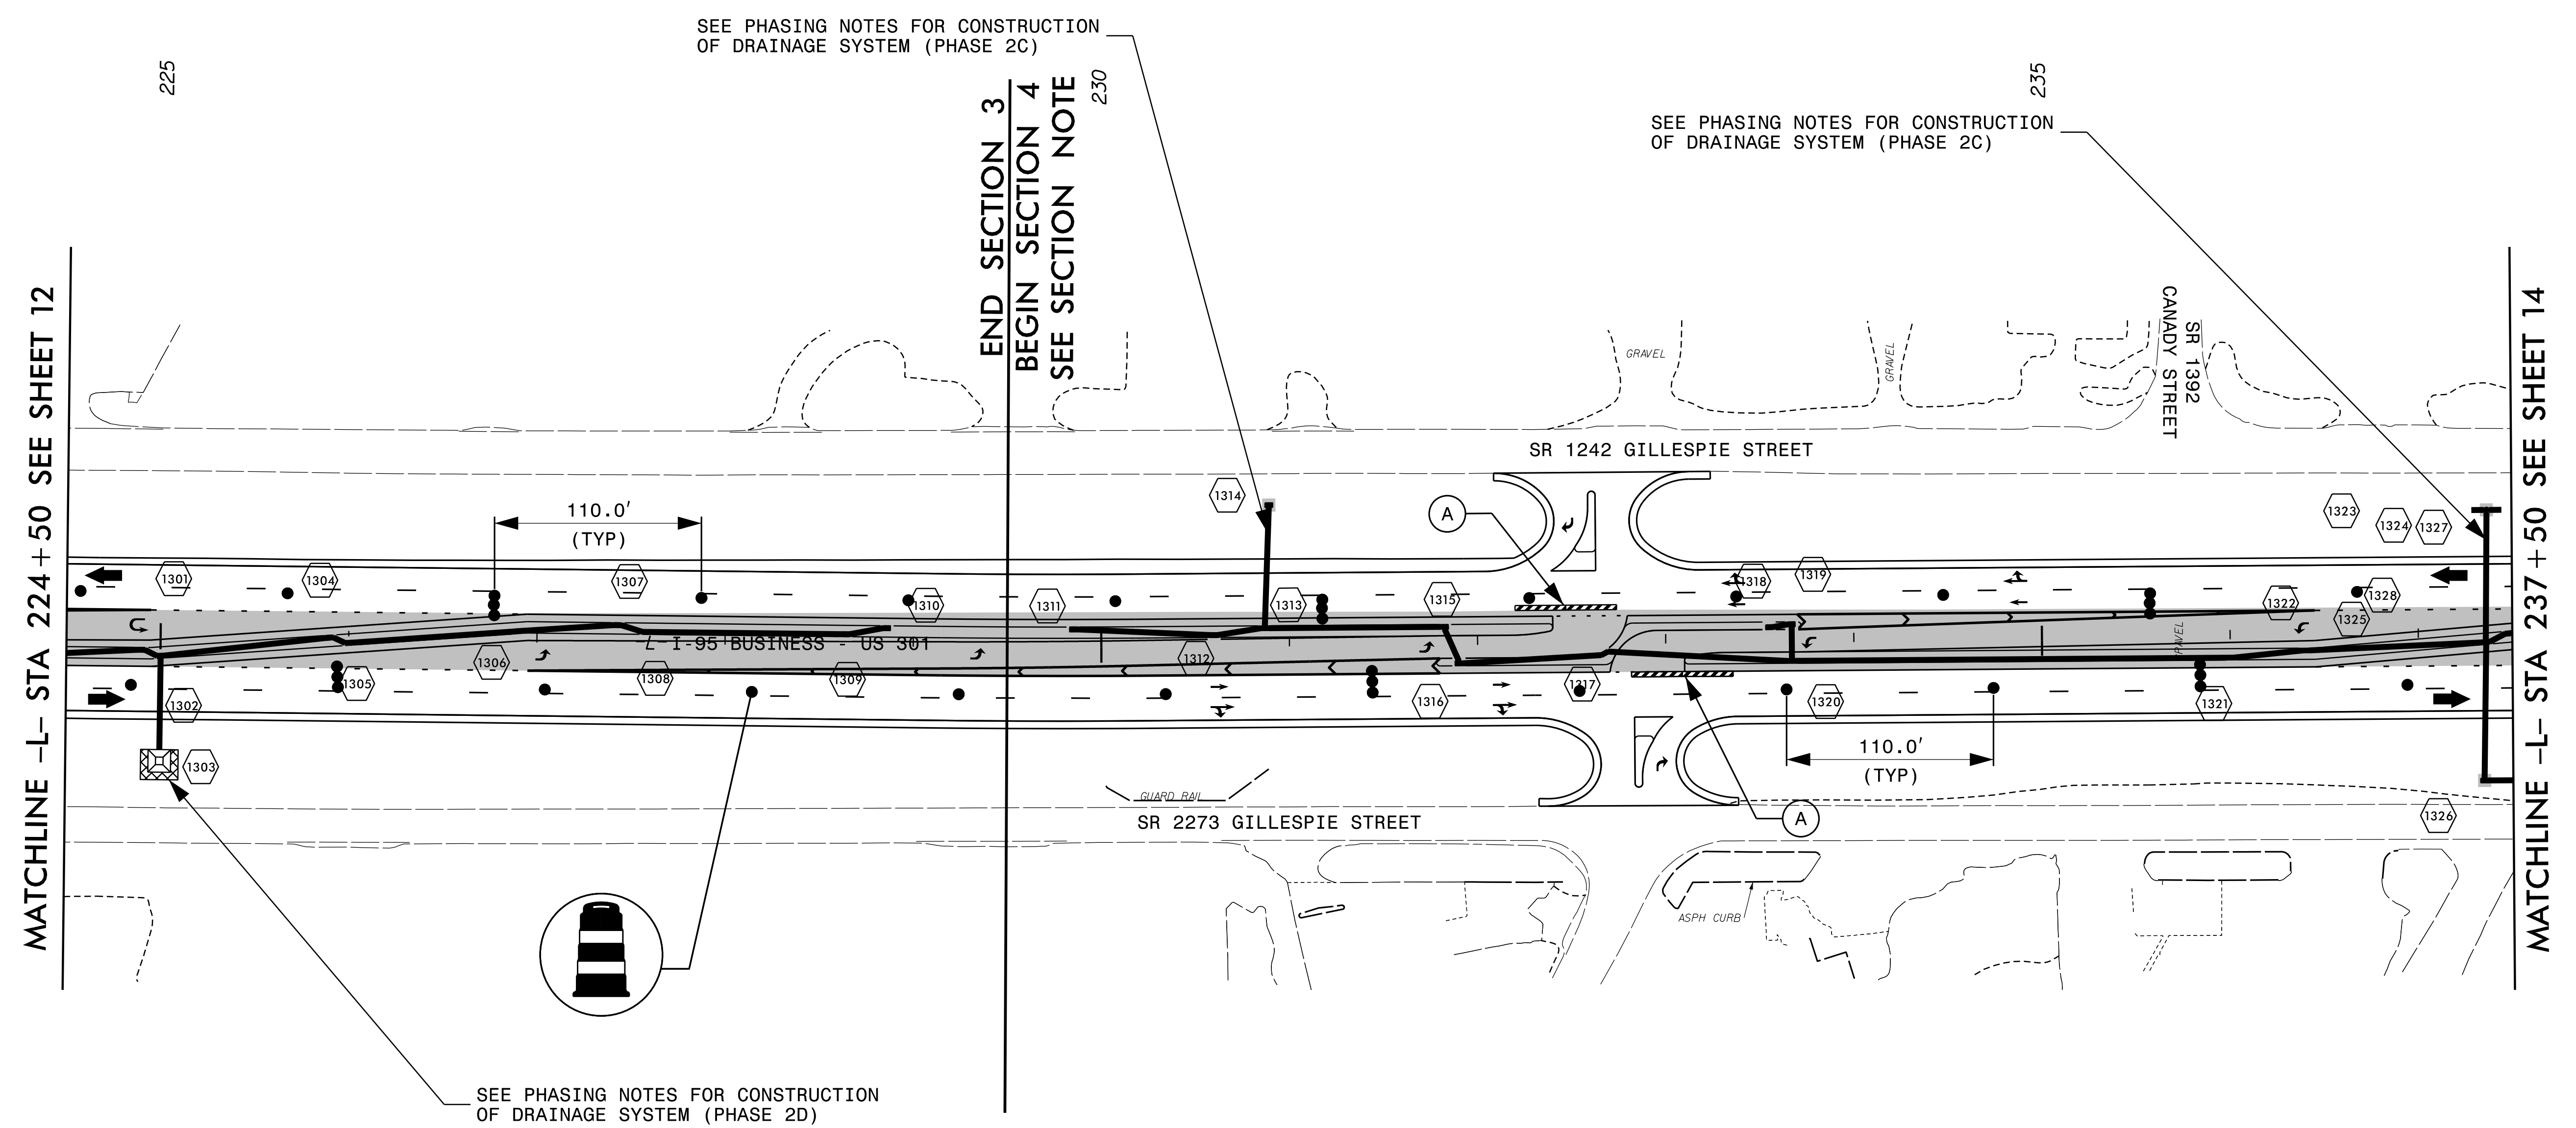 SEE PHASING NOTES FOR CONSTRUCTION
OF DRAINAGE SYSTEM (PHASE 2C)
225
END SECTION 3
BEGIN SECTION 4
SEE SECTION NOTE
230
235
SEE PHASING NOTES FOR CONSTRUCTION
OF DRAINAGE SYSTEM (PHASE 2C)
MATCHLINE -L- STA 224+50 SEE SHEET 12
MATCHLINE -L- STA 237+50 SEE SHEET 14
GRAVEL
GRAVEL
SR 1392
CANADY STREET
SR 1242 GILLESPIE STREET
1314
A
1323
1324
1327
110.0'
(TYP)
1301
1304
1307
1310
1311
1313
1315
1318
1319
1322
1328
1325
-L- I-95 BUSINESS - US 301
1306
1312
1305
1308
1309
1302
1316
1317
1320
1321
1303
110.0'
(TYP)
GUARD RAIL
A
1326
SR 2273 GILLESPIE STREET
ASPH CURB
SEE PHASING NOTES FOR CONSTRUCTION
OF DRAINAGE SYSTEM (PHASE 2D)